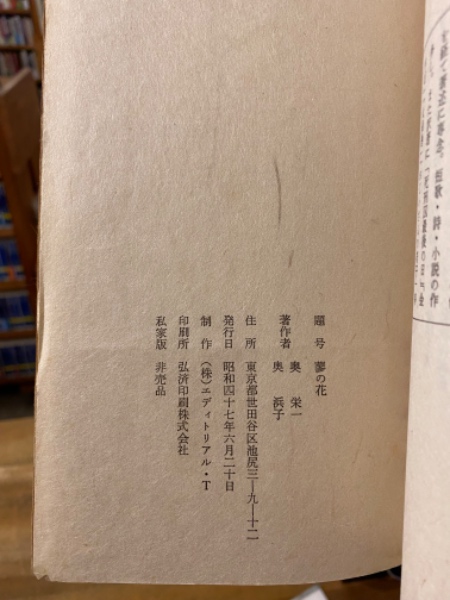 題号 蓼の花
著作者 奥 栄一
奥 浜子
住所 東京都世田谷区池尻三―九―十二
発行日 昭和四十七年六月二十日
制作 (株)エディトリアル・T
印刷所 弘済印刷株式会社
私家版 非売品
短歌・詩・小説の作